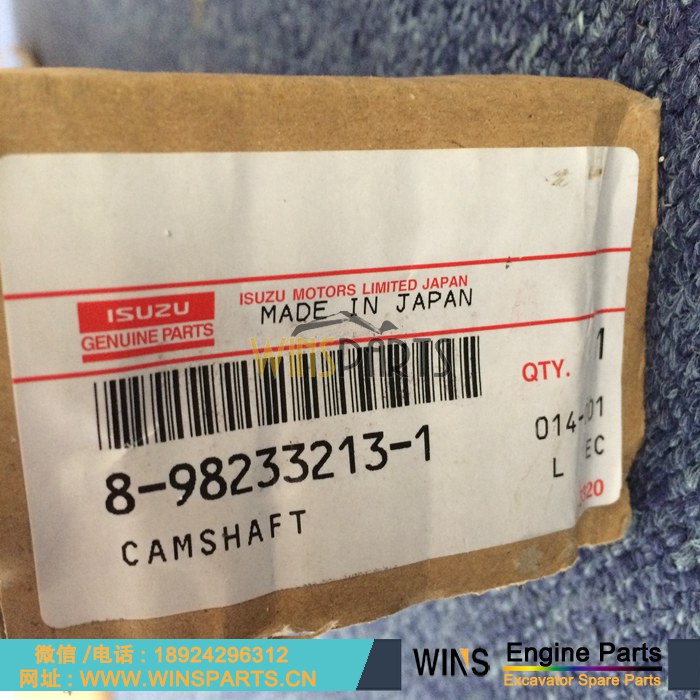 ISUZU
GENUINE PARTS
ISUZU MOTORS LIMITED JAPAN
MADE IN JAPAN
WINSPARTS
QTY. 1
8-98233213-1
014-01
L EC
CAMSHAFT
微信/电话：18924296312
网址：WWW.WINSPARTS.CN
WINS Engine Parts
Excavator Spare Parts